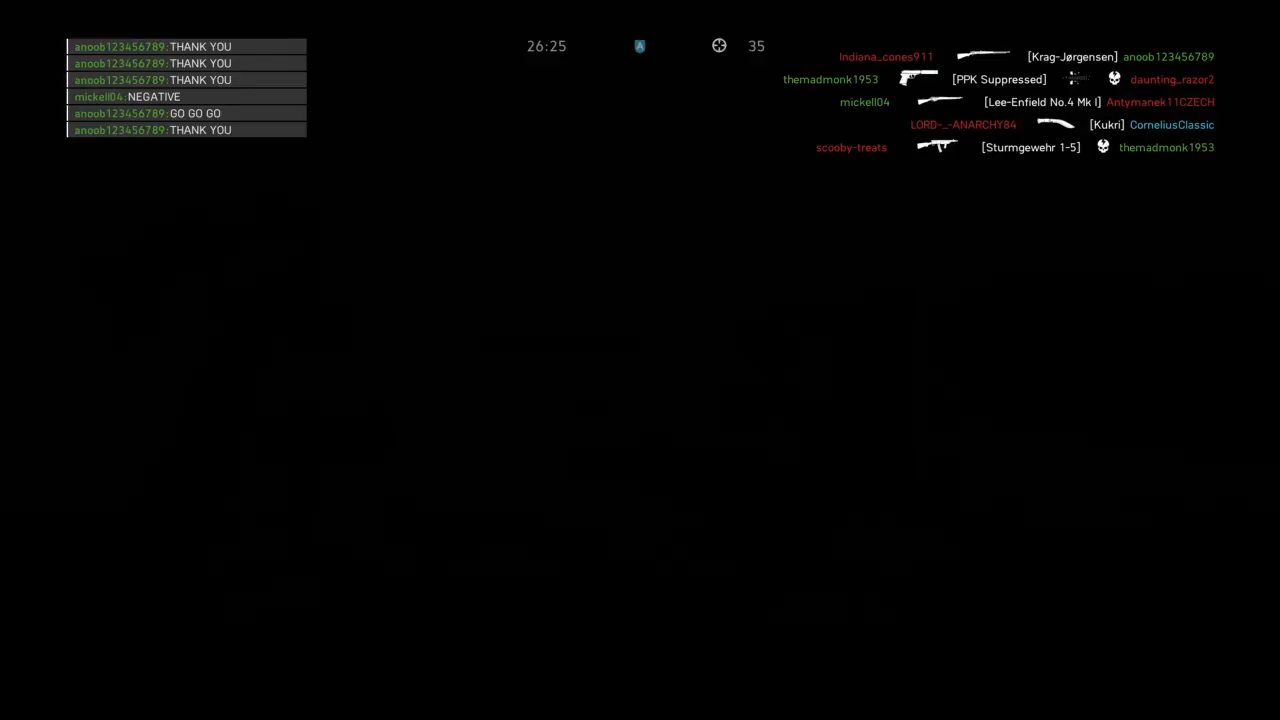 anoob123456789:THANK YOU
anoob123456789:THANK YOU
anoob123456789:THANK YOU
mickell04:NEGATIVE
anoob123456789:GO GO GO
anoob123456789:THANK YOU
26:25 A 35
Indiana_cones911 [Krag-Jørgensen] anoob123456789
themadmonk1953 [PPK Suppressed] daunting_razor2
mickell04 [Lee-Enfield No.4 Mk I] Antymanek11CZECH
LORD-_-ANARCHY84 [Kukri] CorneliusClassic
scooby-treats [Sturmgewehr 1-5] themadmonk1953